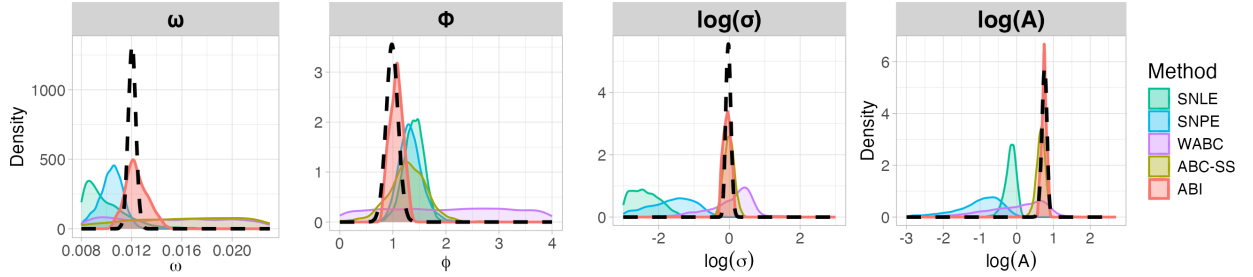 ω
Φ
log(σ)
log(A)
Density
1000
500
0
0.008
0.012
0.016
0.020
ω
3
2
1
0
0
1
2
3
4
ϕ
4
2
0
-2
0
2
log(σ)
Density
6
4
2
0
-3
-2
-1
0
1
2
log(A)
Method
SNLE
SNPE
WABC
ABC-SS
ABI